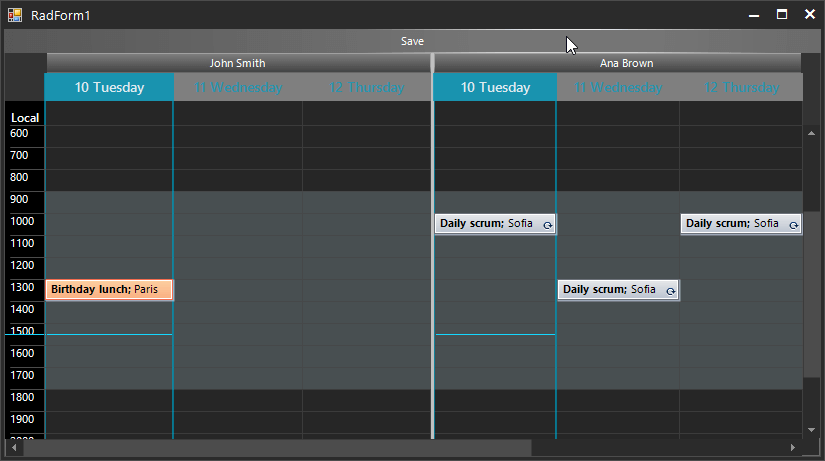 RadForm1
Save
John Smith
Ana Brown
10 Tuesday
11 Wednesday
12 Thursday
10 Tuesday
11 Wednesday
12 Thursday
Local
600
700
800
900
1000
Daily scrum; Sofia
Daily scrum; Sofia
1100
1200
1300
Birthday lunch; Paris
Daily scrum; Sofia
1400
1500
1600
1700
1800
1900